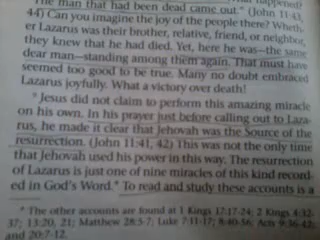 The man that had been dead came out." (John 11:43,
44) Can you imagine the joy of the people there? Wheth-
er Lazarus was their brother, relative, friend, or neighbor,
they knew that he had died. Yet, here he was—the same
dear man—standing among them again. That must have
seemed too good to be true. Many no doubt embraced
Lazarus joyfully. What a victory over death!
Jesus did not claim to perform this amazing miracle
on his own. In his prayer just before calling out to Laza-
rus, he made it clear that Jehovah was the Source of the
resurrection. (John 11:41, 42) This was not the only time
that Jehovah used his power in this way. The resurrection
of Lazarus is just one of nine miracles of this kind record-
ed in God's Word.* To read and study these accounts is a
* The other accounts are found at 1 Kings 17:17-24; 2 Kings 4:32-
37; 13:20, 21; Matthew 28:5-7; Luke 7:11-17; 8:40-56; Acts 9:36-42;
and 20:7-12.